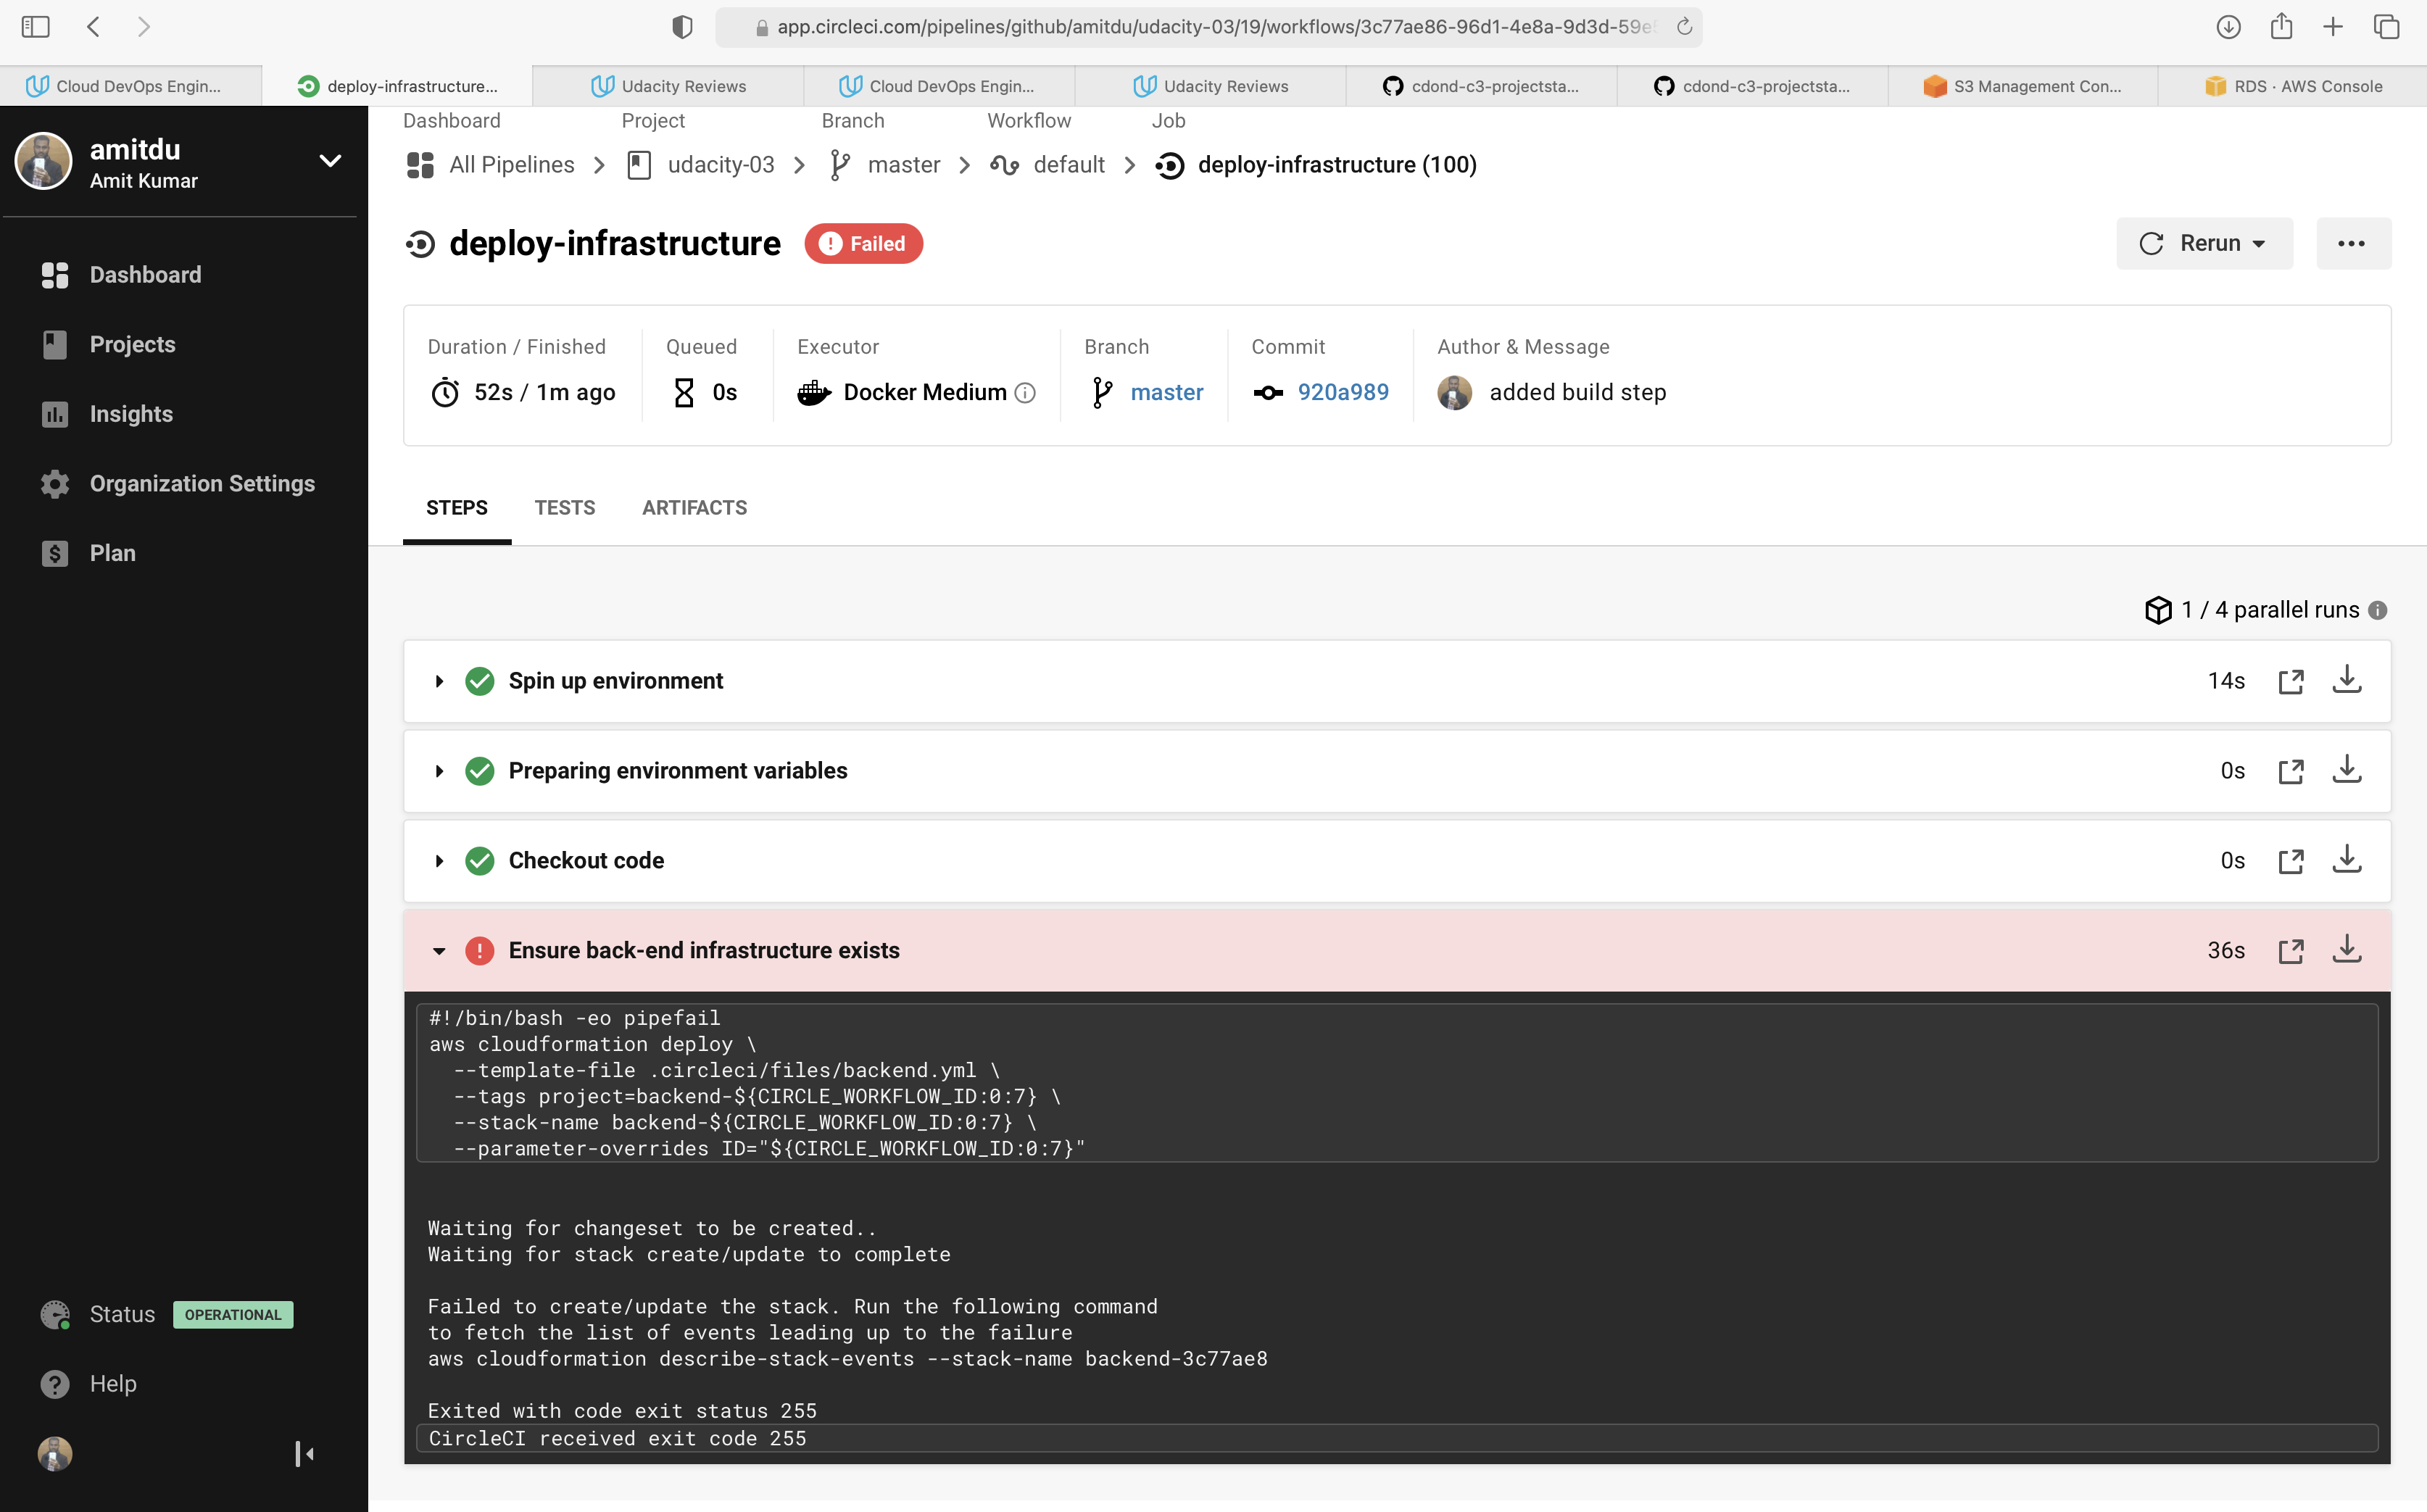 app.circleci.com/pipelines/github/amitdu/udacity-03/19/workflows/3c77ae86-96d1-4e8a-9d3d-59e
Cloud DevOps Engin...
deploy-infrastructure...
Udacity Reviews
Cloud DevOps Engin...
Udacity Reviews
cdond-c3-projectsta...
cdond-c3-projectsta...
S3 Management Con...
RDS · AWS Console
amitdu
Amit Kumar
Dashboard
Projects
Insights
Organization Settings
Plan
Status OPERATIONAL
Help
Dashboard Project Branch Workflow Job
All Pipelines udacity-03 master default deploy-infrastructure (100)
deploy-infrastructure Failed
Rerun
Duration / Finished Queued Executor Branch Commit Author & Message
52s / 1m ago 0s Docker Medium master 920a989 added build step
STEPS TESTS ARTIFACTS
1 / 4 parallel runs
Spin up environment 14s
Preparing environment variables 0s
Checkout code 0s
Ensure back-end infrastructure exists 36s
#!/bin/bash -eo pipefail
aws cloudformation deploy \
--template-file .circleci/files/backend.yml \
--tags project=backend-${CIRCLE_WORKFLOW_ID:0:7} \
--stack-name backend-${CIRCLE_WORKFLOW_ID:0:7} \
--parameter-overrides ID="${CIRCLE_WORKFLOW_ID:0:7}"
Waiting for changeset to be created..
Waiting for stack create/update to complete
Failed to create/update the stack. Run the following command
to fetch the list of events leading up to the failure
aws cloudformation describe-stack-events --stack-name backend-3c77ae8
Exited with code exit status 255
CircleCI received exit code 255